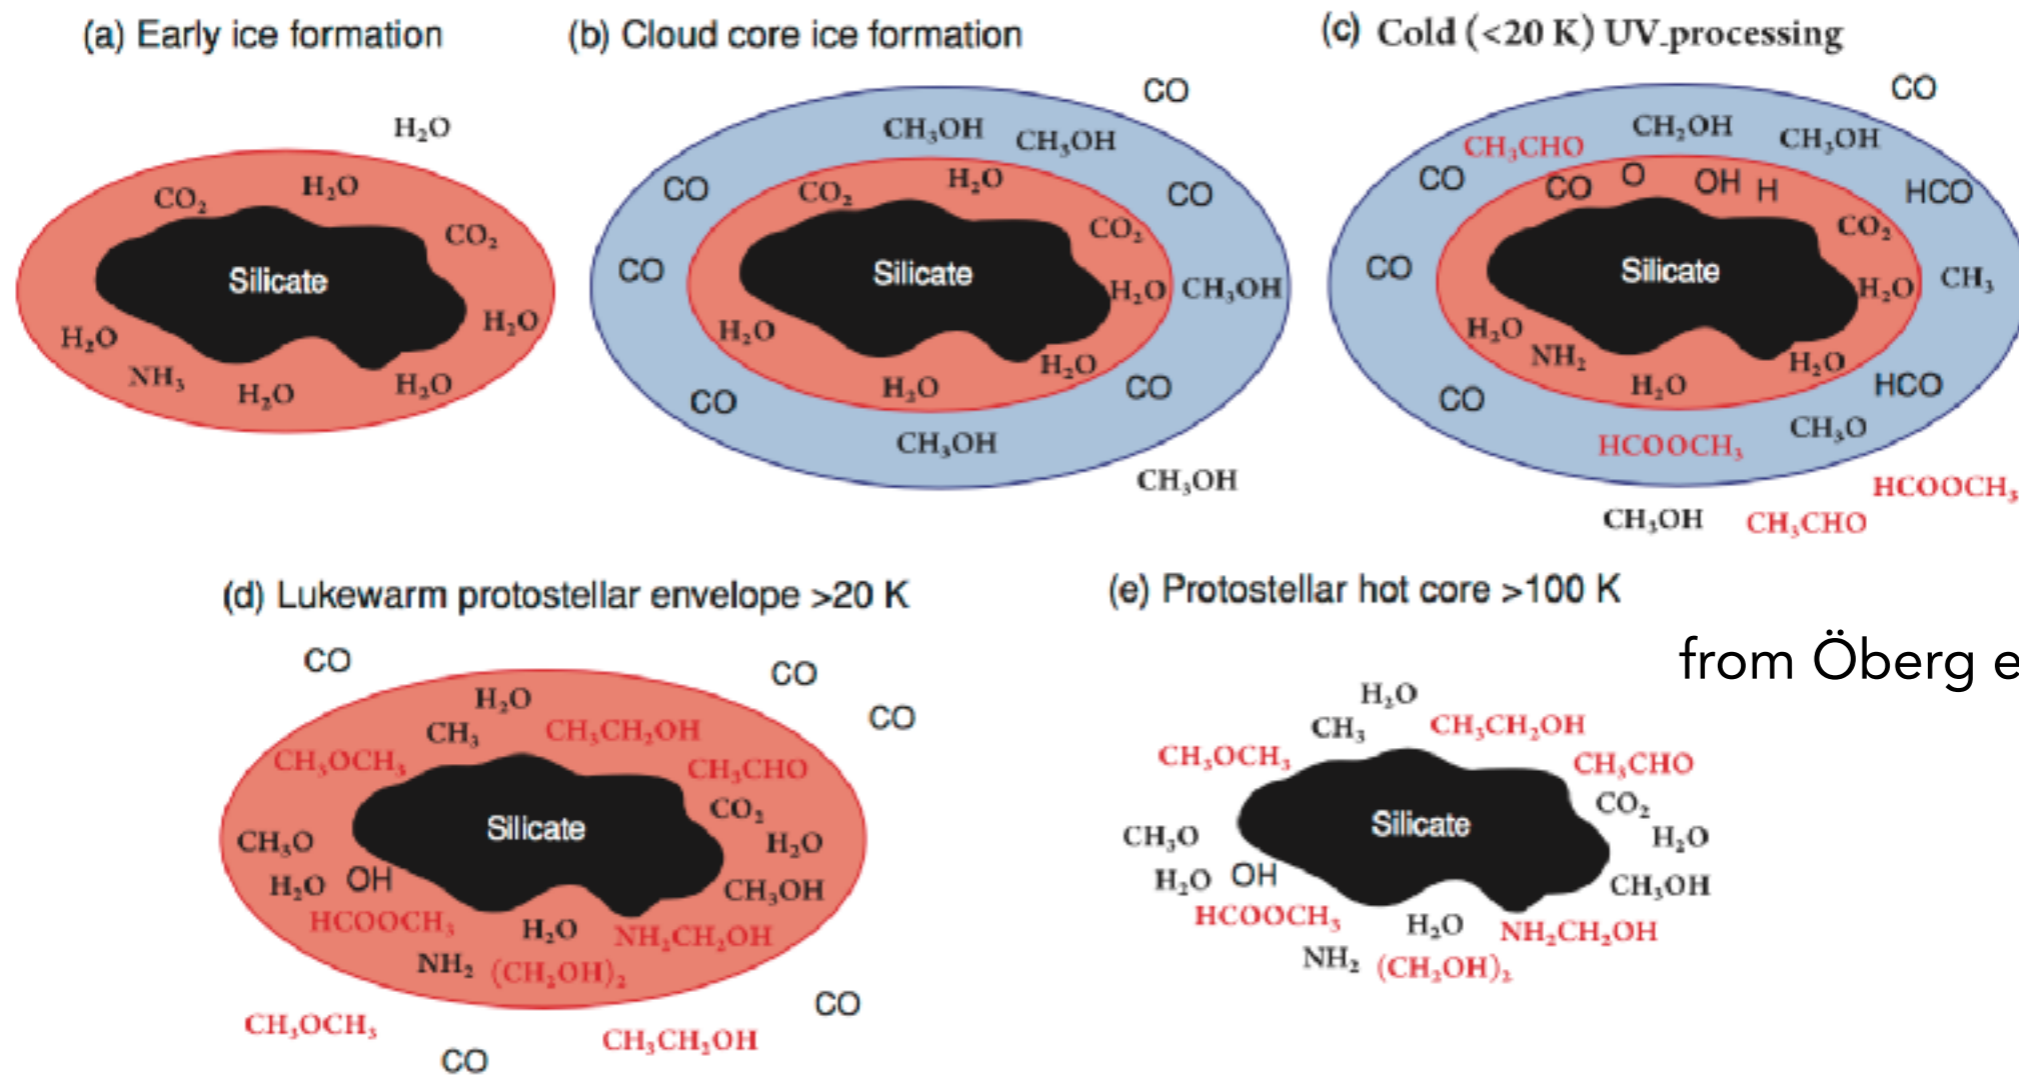 (a) Early ice formation
H₂O
CO₂
H₂O
CO₂
Silicate
H₂O
H₂O
NH₃
H₂O
H₂O
(b) Cloud core ice formation
CO
CH₃OH
CH₃OH
CO
CO₂
H₂O
CO
CO₂
CO
Silicate
H₂O
CH₃OH
H₂O
H₂O
CO
H₂O
CO
CH₃OH
CH₃OH
(c) Cold (<20 K) UV-processing
CO
CH₂OH
CH₃OH
CH₃CHO
CO
CO
O
OH
H
HCO
CO₂
CO
Silicate
H₂O
CH₃
H₂O
NH₂
H₂O
H₂O
HCO
CO
CH₃O
HCOOCH₃
HCOOCH₃
CH₃OH
CH₃CHO
(d) Lukewarm protostellar envelope >20 K
CO
CO
CO
H₂O
CH₃
CH₃CH₂OH
CH₃OCH₃
CH₃CHO
CO₂
Silicate
CH₃O
H₂O
H₂O
OH
CH₃OH
HCOOCH₃
H₂O
NH₂CH₂OH
NH₂
(CH₂OH)₂
CO
CH₃OCH₃
CH₃CH₂OH
CO
(e) Protostellar hot core >100 K
from Öberg e
H₂O
CH₃
CH₃CH₂OH
CH₃OCH₃
CH₃CHO
CO₂
Silicate
CH₃O
H₂O
H₂O
OH
CH₃OH
HCOOCH₃
H₂O
NH₂CH₂OH
NH₂
(CH₂OH)₂